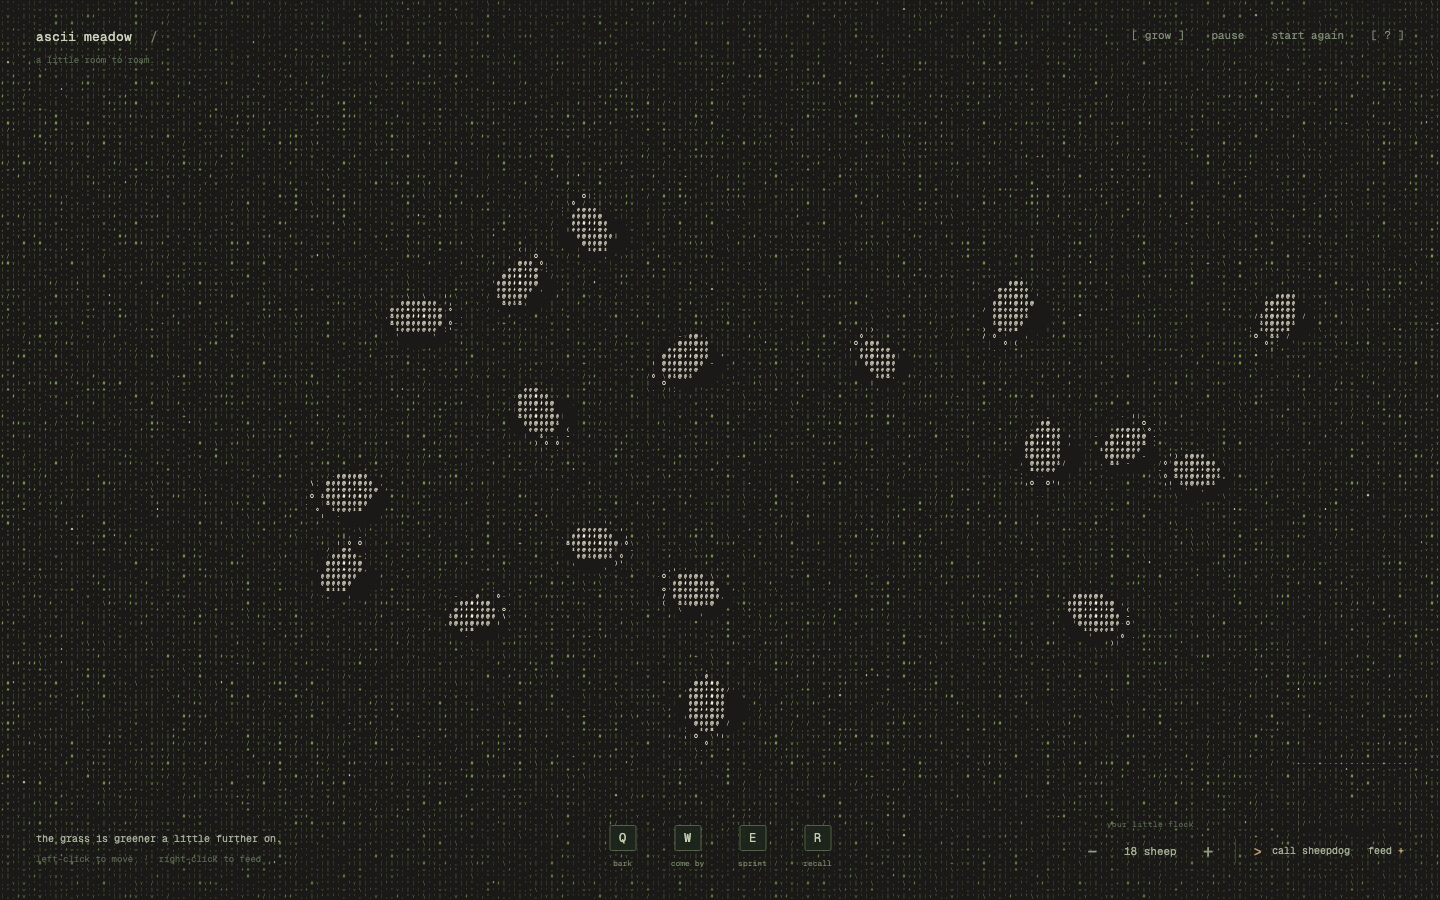 ascii meadow /
a little room to roam
[ grow ] pause start again [ ? ]
the grass is greener a little further on.
left-click to move · right-click to feed
Q W E R
bark come by sprint recall
your little flock
− 18 sheep + > call sheepdog feed +